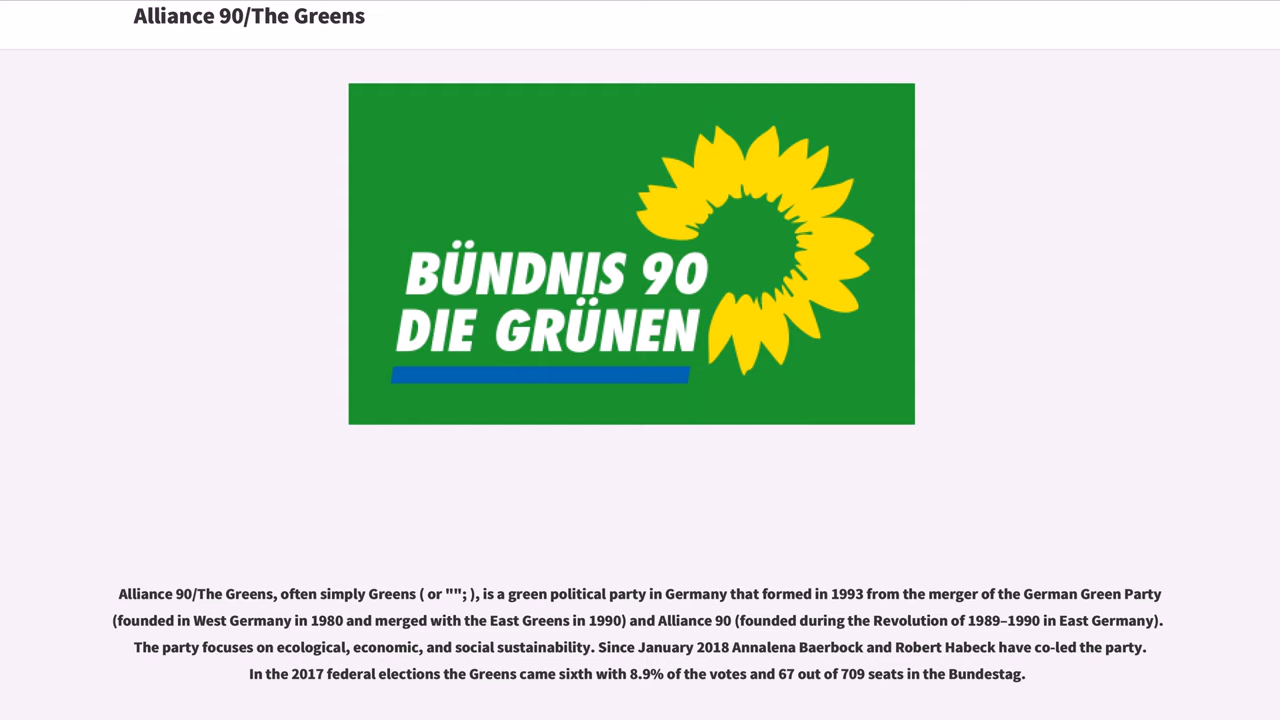 Alliance 90/The Greens
BÜNDNIS 90
DIE GRÜNEN
Alliance 90/The Greens, often simply Greens ( or ""; ), is a green political party in Germany that formed in 1993 from the merger of the German Green Party
(founded in West Germany in 1980 and merged with the East Greens in 1990) and Alliance 90 (founded during the Revolution of 1989–1990 in East Germany).
The party focuses on ecological, economic, and social sustainability. Since January 2018 Annalena Baerbock and Robert Habeck have co-led the party.
In the 2017 federal elections the Greens came sixth with 8.9% of the votes and 67 out of 709 seats in the Bundestag.